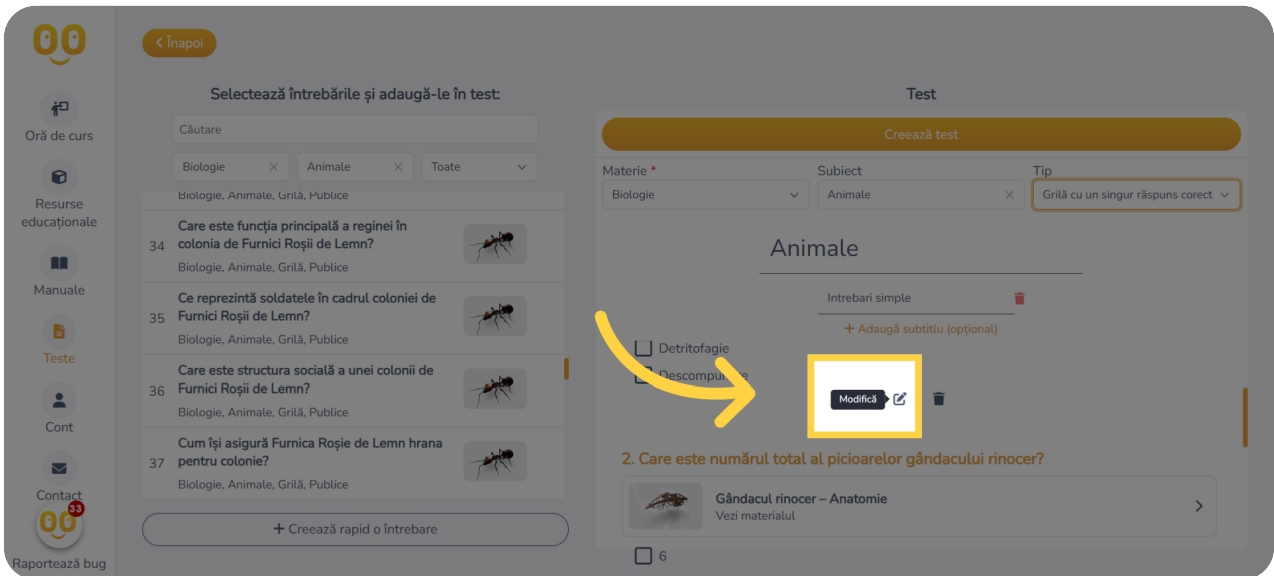 Înapoi
Oră de curs
Resurse
educaționale
Manuale
Teste
Cont
Contact
33
Raportează bug
Selectează întrebările și adaugă-le în test:
Căutare
Biologie
Animale
Toate
Biologie, Animale, Grilă, Publice
34
Care este funcția principală a reginei în
colonia de Furnici Roșii de Lemn?
Biologie, Animale, Grilă, Publice
35
Ce reprezintă soldatele în cadrul coloniei de
Furnici Roșii de Lemn?
Biologie, Animale, Grilă, Publice
36
Care este structura socială a unei colonii de
Furnici Roșii de Lemn?
Biologie, Animale, Grilă, Publice
37
Cum își asigură Furnica Roșie de Lemn hrana
pentru colonie?
Biologie, Animale, Grilă, Publice
+ Creează rapid o întrebare
Test
Creează test
Materie *
Biologie
Subiect
Animale
Tip
Grilă cu un singur răspuns corect
Animale
Intrebari simple
+ Adaugă subtitlu (opțional)
Detritofagie
Modifică
2. Care este numărul total al picioarelor gândacului rinocer?
Gândacul rinocer – Anatomie
Vezi materialul
6